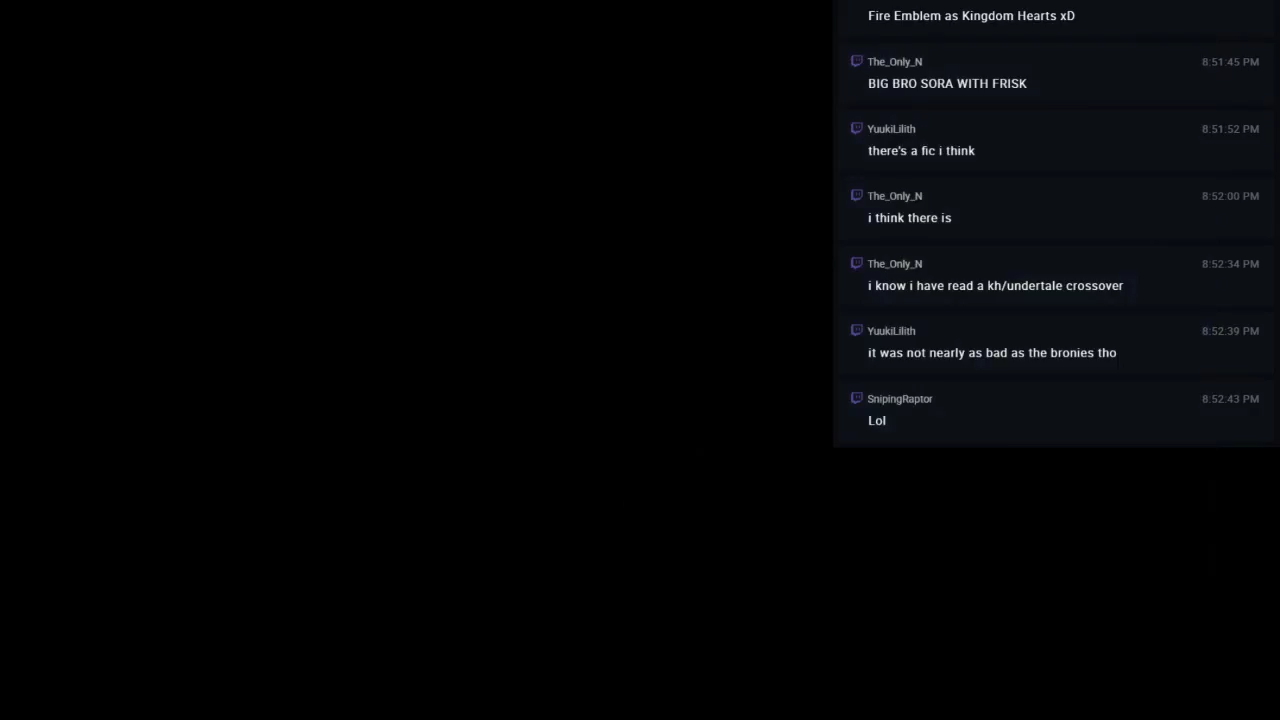 Fire Emblem as Kingdom Hearts xD
The_Only_N 8:51:45 PM
BIG BRO SORA WITH FRISK
YuukiLilith 8:51:52 PM
there's a fic i think
The_Only_N 8:52:00 PM
i think there is
The_Only_N 8:52:34 PM
i know i have read a kh/undertale crossover
YuukiLilith 8:52:39 PM
it was not nearly as bad as the bronies tho
SnipingRaptor 8:52:43 PM
Lol